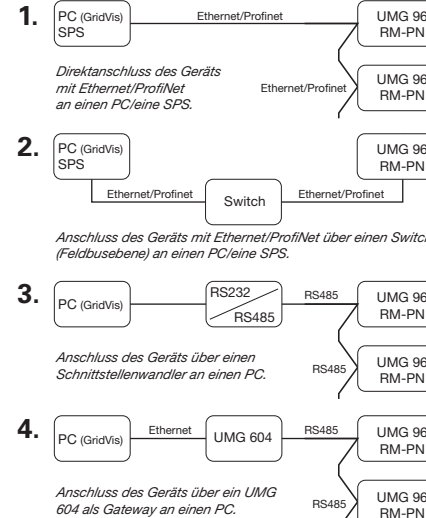 1.
PC (GridVis)
SPS
Ethernet/Profinet
UMG 96
RM-PN
Direktanschluss des Geräts
mit Ethernet/ProfiNet
an einen PC/eine SPS.
Ethernet/Profinet
UMG 96
RM-PN
2.
PC (GridVis)
SPS
UMG 96
RM-PN
Ethernet/Profinet
Switch
Ethernet/Profinet
Anschluss des Geräts mit Ethernet/ProfiNet über einen Switch
(Feldbusebene) an einen PC/eine SPS.
3.
PC (GridVis)
RS232
RS485
RS485
UMG 96
RM-PN
Anschluss des Geräts über einen
Schnittstellenwandler an einen PC.
RS485
UMG 96
RM-PN
4.
PC (GridVis)
Ethernet
UMG 604
RS485
UMG 96
RM-PN
Anschluss des Geräts über ein UMG
604 als Gateway an einen PC.
RS485
UMG 96
RM-PN